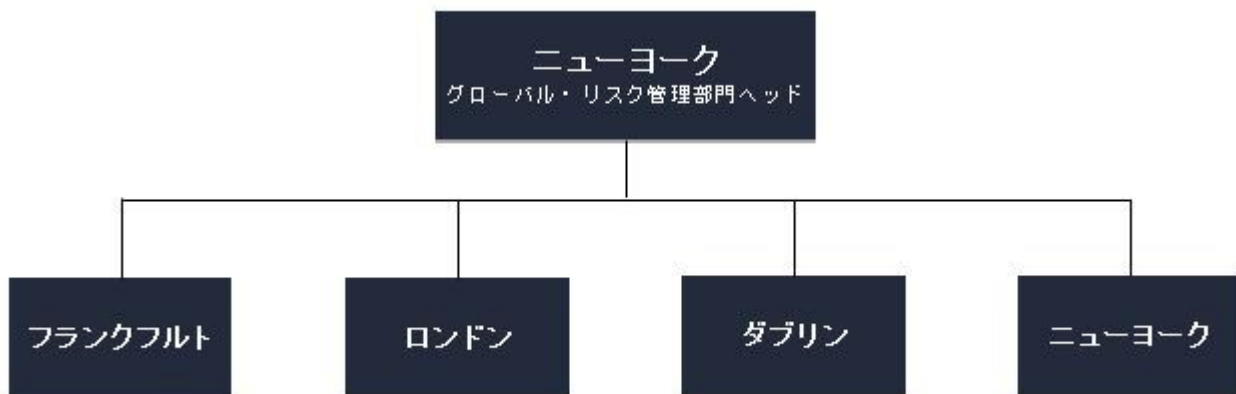 ニューヨーク
グローバル・リスク管理部門ヘッド
フランクフルト
ロンドン
ダブリン
ニューヨーク